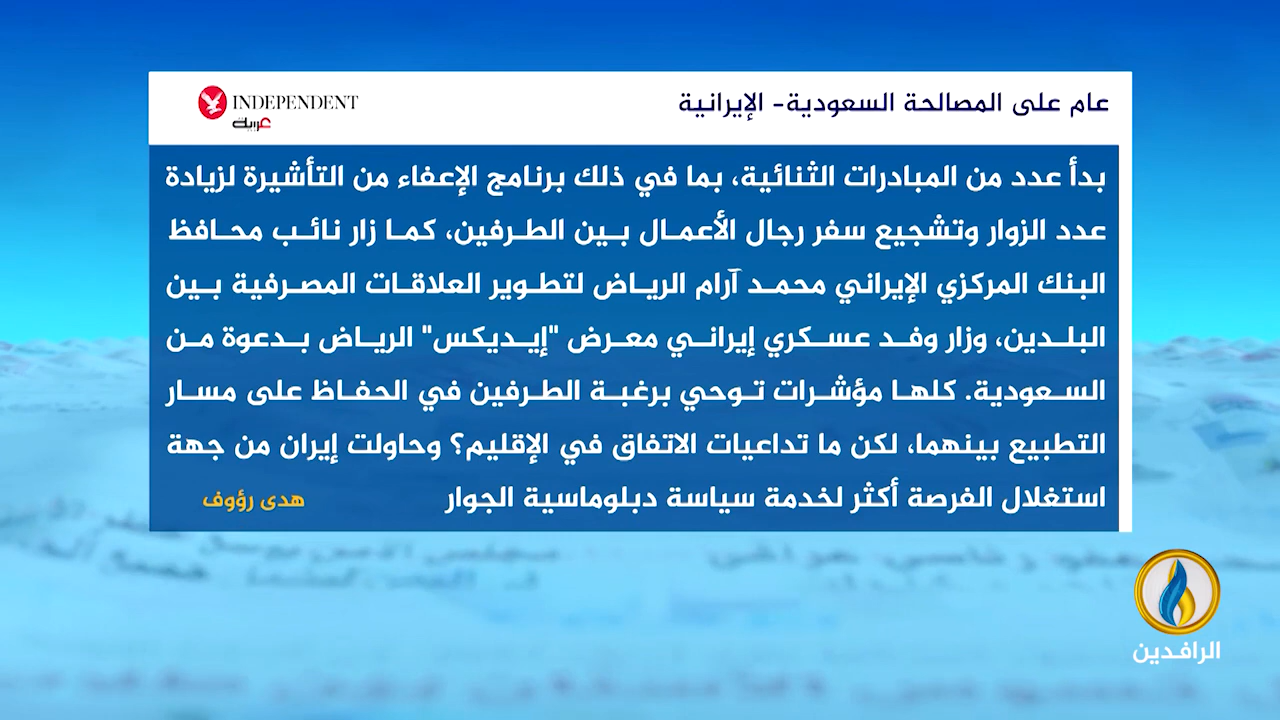 عام على المصالحة السعودية- الإيرانية
INDEPENDENT
عربية
بدأ عدد من المبادرات الثنائية، بما في ذلك برنامج الإعفاء من التأشيرة لزيادة
عدد الزوار وتشجيع سفر رجال الأعمال بين الطرفين، كما زار نائب محافظ
البنك المركزي الإيراني محمد آرام الرياض لتطوير العلاقات المصرفية بين
البلدين، وزار وفد عسكري إيراني معرض "إيديكس" الرياض بدعوة من
السعودية. كلها مؤشرات توحي برغبة الطرفين في الحفاظ على مسار
التطبيع بينهما، لكن ما تداعيات الاتفاق في الإقليم؟ وحاولت إيران من جهة
استغلال الفرصة أكثر لخدمة سياسة دبلوماسية الجوار
هدى رؤوف
الرافدين